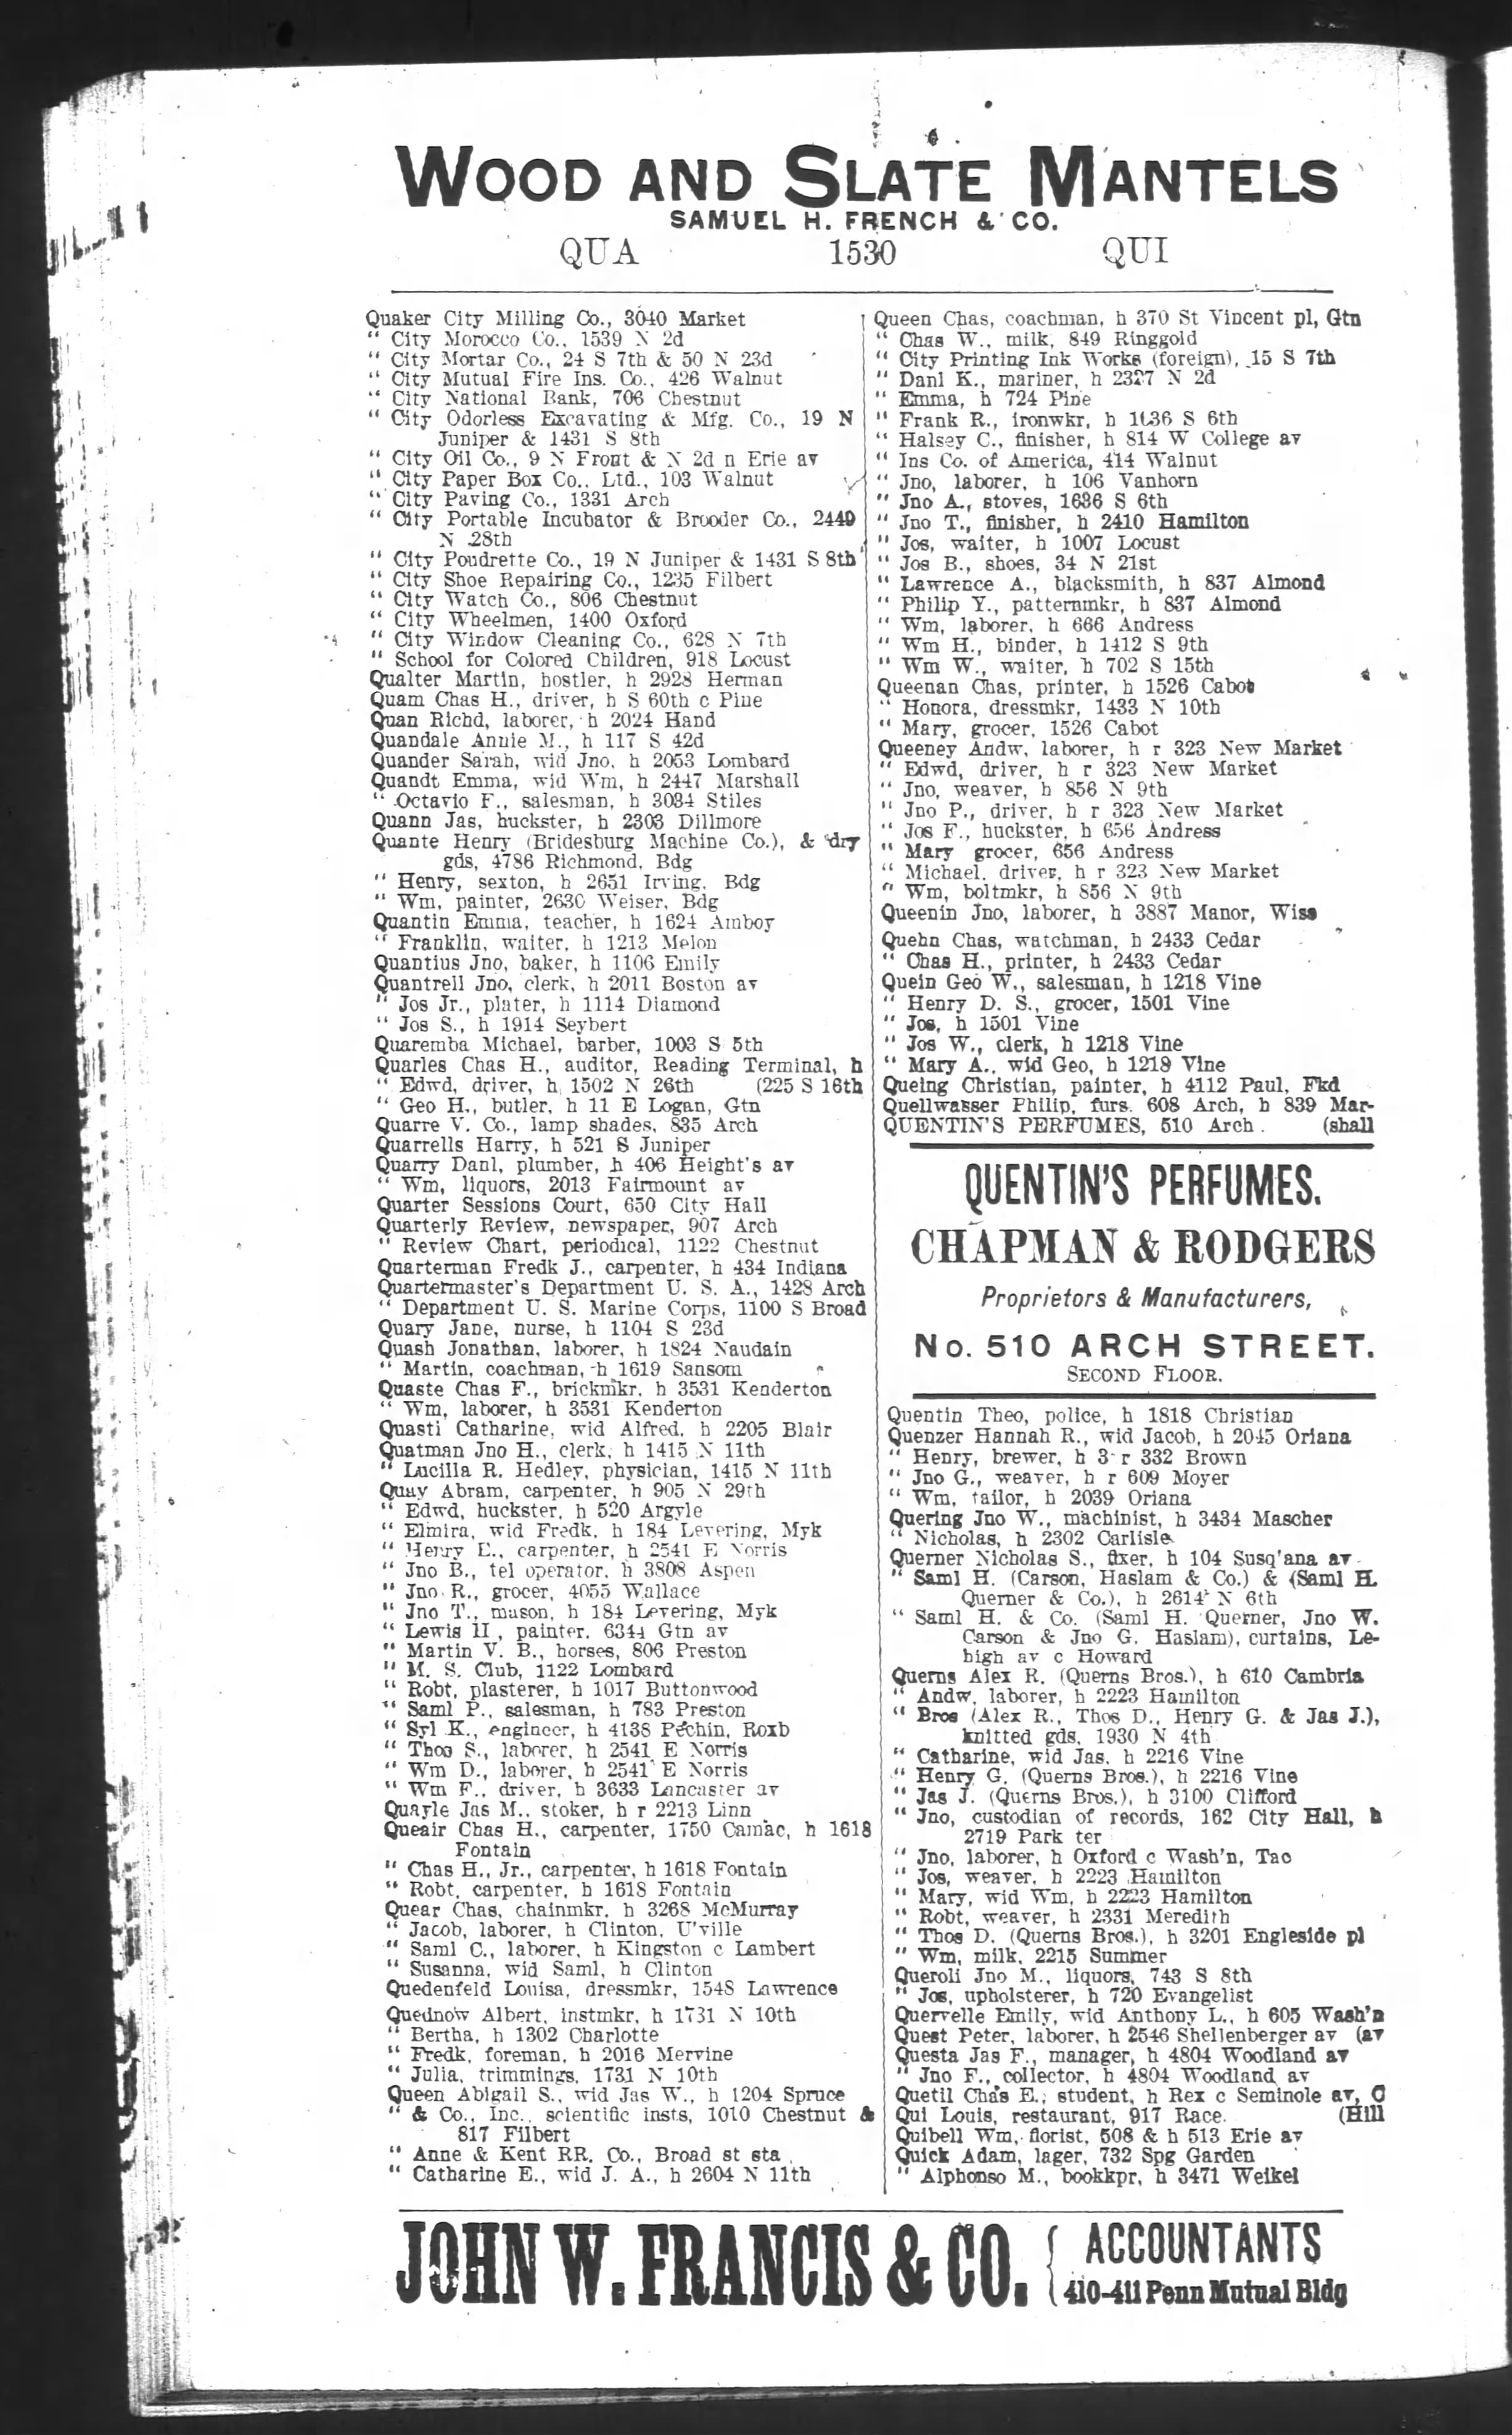 WOOD AND SLATE MANTELS
SAMUEL H. FRENCH & CO.
QUA 1530 QUI
Quaker City Milling Co., 3040 Market
" City Morocco Co., 1539 N 2d
" City Mortar Co., 24 S 7th & 50 N 23d
" City Mutual Fire Ins. Co., 426 Walnut
" City National Bank, 706 Chestnut
" City Odorless Excavating & Mfg. Co., 19 N
Juniper & 1431 S 8th
" City Oil Co., 9 N Front & N 2d n Erie av
" City Paper Box Co., Ltd., 103 Walnut
" City Paving Co., 1331 Arch
" City Portable Incubator & Brooder Co., 2449
N 28th
" City Poudrette Co., 19 N Juniper & 1431 S 8th
" City Shoe Repairing Co., 1235 Filbert
" City Watch Co., 806 Chestnut
" City Wheelmen, 1400 Oxford
" City Window Cleaning Co., 628 N 7th
" School for Colored Children, 918 Locust
Qualter Martin, hostler, h 2928 Herman
Quam Chas H., driver, h S 60th c Pine
Quan Richd, laborer, h 2024 Hand
Quandale Annie M., h 117 S 42d
Quander Sarah, wid Jno, h 2053 Lombard
Quandt Emma, wid Wm, h 2447 Marshall
" Octavio F., salesman, h 3034 Stiles
Quann Jas, huckster, h 2303 Dillmore
Quante Henry (Bridesburg Machine Co.), & dry
gds, 4786 Richmond, Bdg
" Henry, sexton, h 2651 Irving, Bdg
" Wm, painter, 2630 Weiser, Bdg
Quantin Emma, teacher, h 1624 Amboy
" Franklin, waiter, h 1213 Melon
Quantius Jno, baker, h 1106 Emily
Quantrell Jno, clerk, h 2011 Boston av
" Jos Jr., plater, h 1114 Diamond
" Jos S., h 1914 Seybert
Quaremba Michael, barber, 1003 S 5th
Quarles Chas H., auditor, Reading Terminal, h
" Edwd, driver, h 1502 N 26th (225 S 16th
" Geo H., butler, h 11 E Logan, Gtn
Quarre V. Co., lamp shades, 835 Arch
Quarrells Harry, h 521 S Juniper
Quarry Danl, plumber, h 406 Height's av
" Wm, liquors, 2013 Fairmount av
Quarter Sessions Court, 650 City Hall
Quarterly Review, newspaper, 907 Arch
" Review Chart, periodical, 1122 Chestnut
Quarterman Fredk J., carpenter, h 434 Indiana
Quartermaster's Department U. S. A., 1428 Arch
" Department U. S. Marine Corps, 1100 S Broad
Quary Jane, nurse, h 1104 S 23d
Quash Jonathan, laborer, h 1824 Naudain
" Martin, coachman, h 1619 Sansom
Quaste Chas F., brickmkr, h 3531 Kenderton
" Wm, laborer, h 3531 Kenderton
Quasti Catharine, wid Alfred, h 2205 Blair
Quatman Jno H., clerk, h 1415 N 11th
" Lucilla R. Hedley, physician, 1415 N 11th
Quay Abram, carpenter, h 905 N 29th
" Edwd, huckster, h 520 Argyle
" Elmira, wid Fredk, h 184 Levering, Myk
" Henry E., carpenter, h 2541 E Norris
" Jno B., tel operator, h 3808 Aspen
" Jno R., grocer, 4055 Wallace
" Jno T., mason, h 184 Levering, Myk
" Lewis H., painter, 6344 Gtn av
" Martin V. B., horses, 806 Preston
" M. S. Club, 1122 Lombard
" Robt, plasterer, h 1017 Buttonwood
" Saml P., salesman, h 783 Preston
" Syl K., engineer, h 4138 Pechin, Roxb
" Thos S., laborer, h 2541 E Norris
" Wm D., laborer, h 2541 E Norris
" Wm F., driver, h 3633 Lancaster av
Quayle Jas M., stoker, h r 2213 Linn
Queair Chas H., carpenter, 1750 Camac, h 1618
Fontain
" Chas H., Jr., carpenter, h 1618 Fontain
" Robt, carpenter, h 1618 Fontain
Quear Chas, chainmkr, h 3268 McMurray
" Jacob, laborer, h Clinton, U'ville
" Saml C., laborer, h Kingston c Lambert
" Susanna, wid Saml, h Clinton
Quedenfeld Louisa, dressmkr, 1548 Lawrence
Quednow Albert, instmkr, h 1731 N 10th
" Bertha, h 1302 Charlotte
" Fredk, foreman, h 2016 Mervine
" Julia, trimmings, 1731 N 10th
Queen Abigail S., wid Jas W., h 1204 Spruce
" & Co., Inc., scientific insts, 1010 Chestnut &
817 Filbert
" Anne & Kent RR. Co., Broad st sta
" Catharine E., wid J. A., h 2604 N 11th
Queen Chas, coachman, h 370 St Vincent pl, Gtn
" Chas W., milk, 849 Ringgold
" City Printing Ink Works (foreign), 15 S 7th
" Danl K., mariner, h 2327 N 2d
" Emma, h 724 Pine
" Frank R., ironwkr, h 1636 S 6th
" Halsey C., finisher, h 814 W College av
" Ins Co. of America, 414 Walnut
" Jno, laborer, h 106 Vanhorn
" Jno A., stoves, 1636 S 6th
" Jno T., finisher, h 2410 Hamilton
" Jos, waiter, h 1007 Locust
" Jos B., shoes, 34 N 21st
" Lawrence A., blacksmith, h 837 Almond
" Philip Y., patternmkr, h 837 Almond
" Wm, laborer, h 666 Andress
" Wm H., binder, h 1412 S 9th
" Wm W., waiter, h 702 S 15th
Queenan Chas, printer, h 1526 Cabot
" Honora, dressmkr, 1433 N 10th
" Mary, grocer, 1526 Cabot
Queeney Andw, laborer, h r 323 New Market
" Edwd, driver, h r 323 New Market
" Jno, weaver, h 856 N 9th
" Jno P., driver, h r 323 New Market
" Jos F., huckster, h 656 Andress
" Mary grocer, 656 Andress
" Michael, driver, h r 323 New Market
" Wm, boltmkr, h 856 N 9th
Queenin Jno, laborer, h 3887 Manor, Wiss
Quehn Chas, watchman, h 2433 Cedar
" Chas H., printer, h 2433 Cedar
Quein Geo W., salesman, h 1218 Vine
" Henry D. S., grocer, 1501 Vine
" Jos, h 1501 Vine
" Jos W., clerk, h 1218 Vine
" Mary A., wid Geo, h 1218 Vine
Queing Christian, painter, h 4112 Paul, Fkd
Quellwasser Philip, furs, 608 Arch, h 839 Mar-
QUENTIN'S PERFUMES, 510 Arch. (shall
QUENTIN'S PERFUMES.
CHAPMAN & RODGERS
Proprietors & Manufacturers,
No. 510 ARCH STREET.
SECOND FLOOR.
Quentin Theo, police, h 1818 Christian
Quenzer Hannah R., wid Jacob, h 2045 Oriana
" Henry, brewer, h 3 r 332 Brown
" Jno G., weaver, h r 609 Moyer
" Wm, tailor, h 2039 Oriana
Quering Jno W., machinist, h 3434 Mascher
" Nicholas, h 2302 Carlisle
Querner Nicholas S., fixer, h 104 Susq'ana av
" Saml H. (Carson, Haslam & Co.) & (Saml H.
Querner & Co.), h 2614 N 6th
" Saml H. & Co. (Saml H. Querner, Jno W.
Carson & Jno G. Haslam), curtains, Le-
high av c Howard
Querns Alex R. (Querns Bros.), h 610 Cambria
" Andw, laborer, h 2223 Hamilton
" Bros (Alex R., Thos D., Henry G. & Jas J.),
knitted gds, 1930 N 4th
" Catharine, wid Jas, h 2216 Vine
" Henry G. (Querns Bros.), h 2216 Vine
" Jas J. (Querns Bros.), h 3100 Clifford
" Jno, custodian of records, 162 City Hall, h
2719 Park ter
" Jno, laborer, h Oxford c Wash'n, Tac
" Jos, weaver, h 2223 Hamilton
" Mary, wid Wm, h 2223 Hamilton
" Robt, weaver, h 2331 Meredith
" Thos D. (Querns Bros.), h 3201 Engleside pl
" Wm, milk, 2215 Summer
Queroli Jno M., liquors, 743 S 8th
" Jos, upholsterer, h 720 Evangelist
Quervelle Emily, wid Anthony L., h 605 Wash'n
Quest Peter, laborer, h 2546 Shellenberger av (av
Questa Jas F., manager, h 4804 Woodland av
" Jno F., collector, h 4804 Woodland av
Quetil Chas E., student, h Rex c Seminole av, C
Qui Louis, restaurant, 917 Race. (Hill
Quibell Wm, florist, 508 & h 513 Erie av
Quick Adam, lager, 732 Spg Garden
" Alphonso M., bookkpr, h 3471 Weikel
JOHN W. FRANCIS & CO. { ACCOUNTANTS
410-411 Penn Mutual Bldg